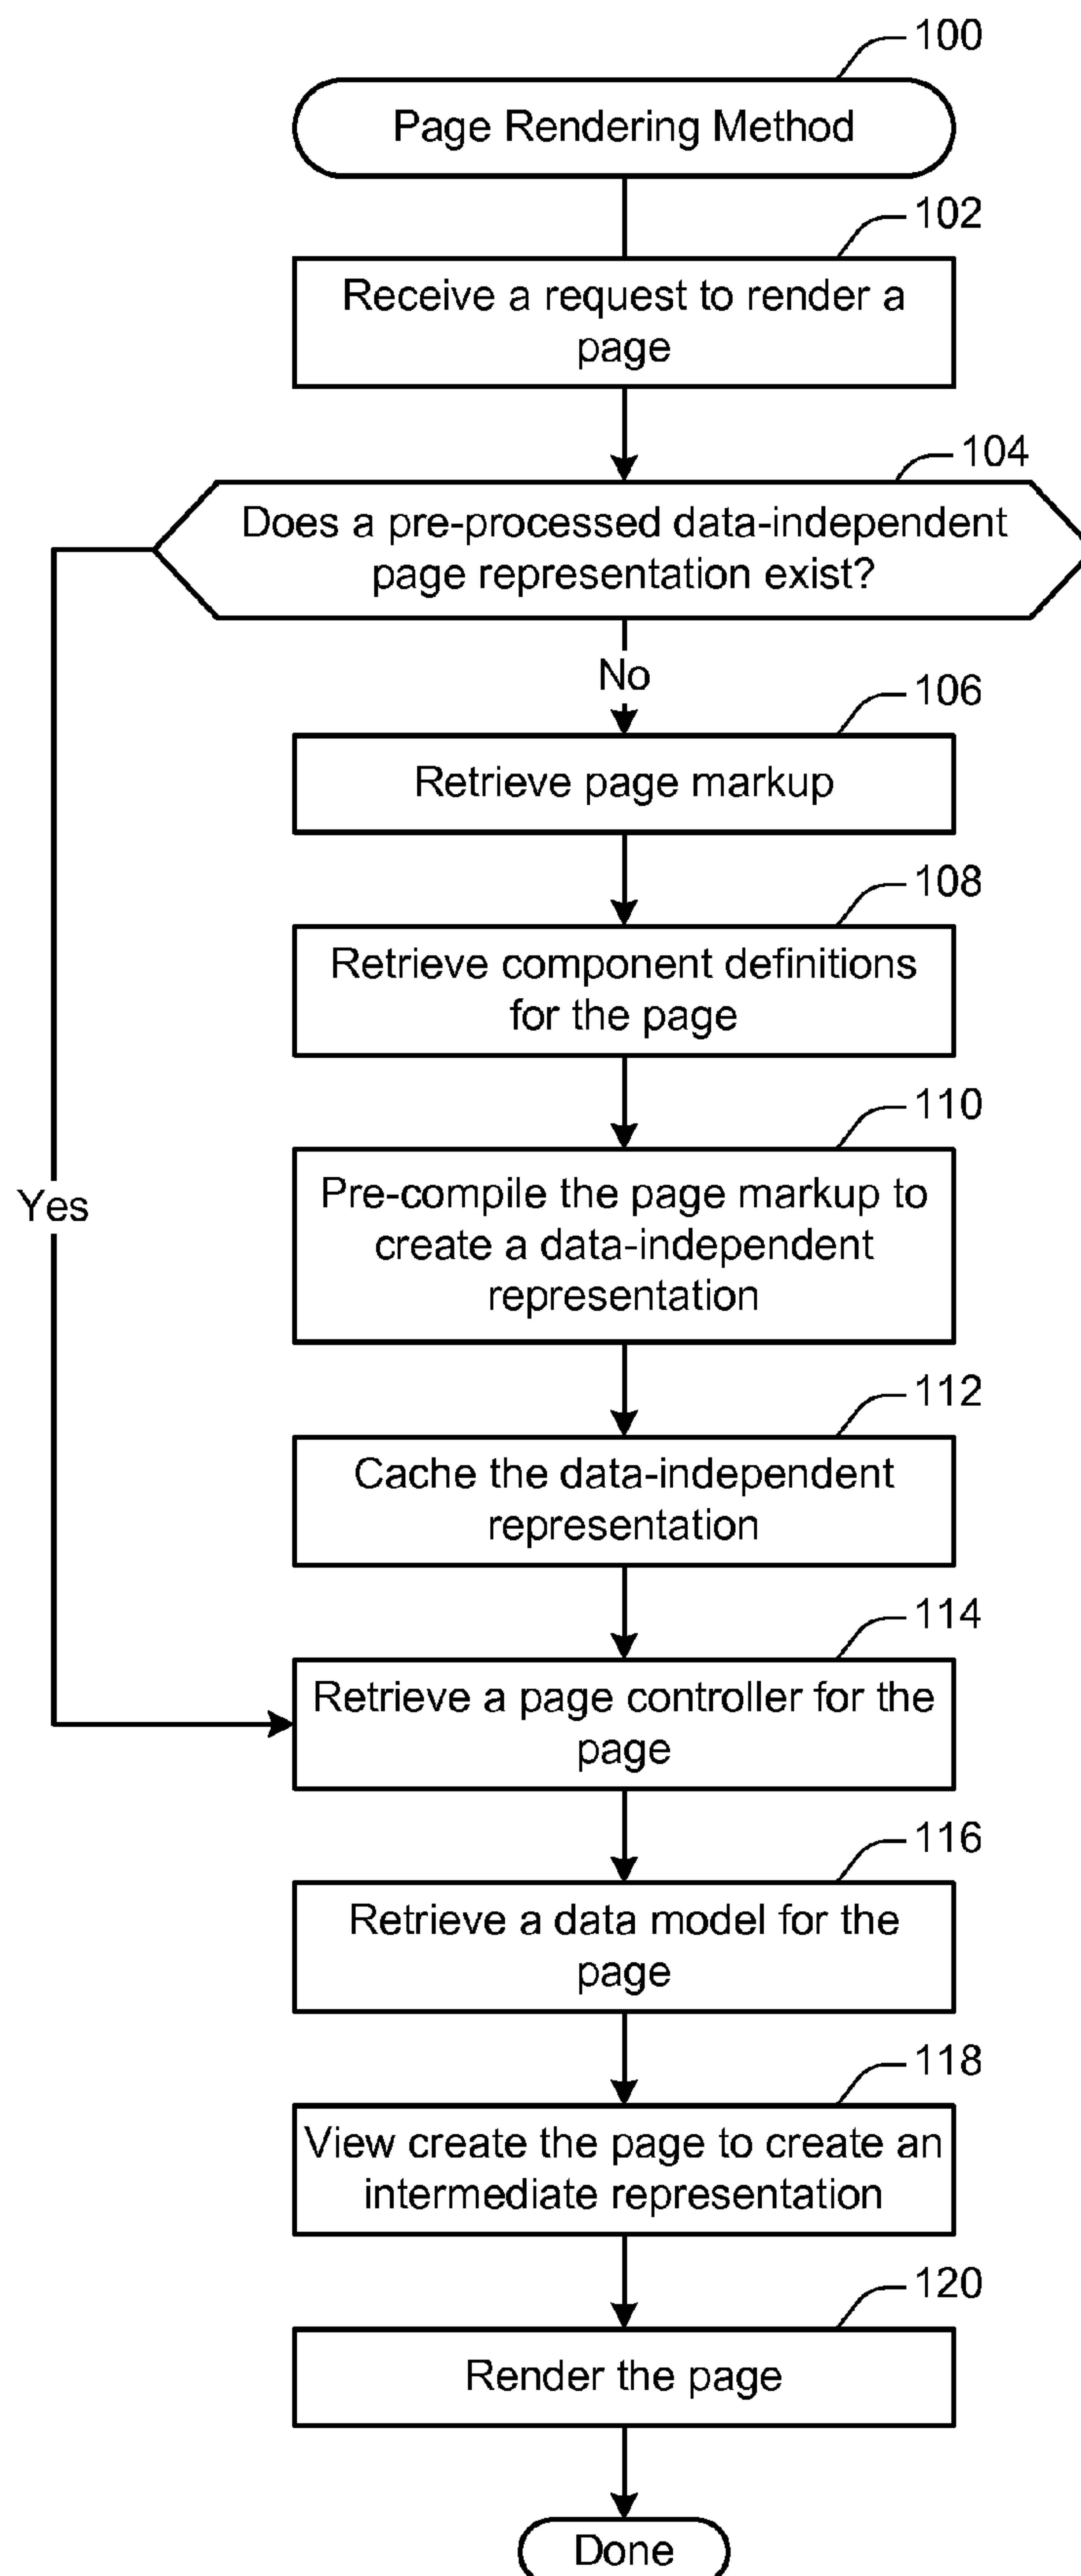 100
Page Rendering Method
102
Receive a request to render a
page
104
Does a pre-processed data-independent
page representation exist?
No
106
Retrieve page markup
108
Retrieve component definitions
for the page
110
Pre-compile the page markup to
create a data-independent
representation
Yes
112
Cache the data-independent
representation
114
Retrieve a page controller for the
page
116
Retrieve a data model for the
page
118
View create the page to create an
intermediate representation
120
Render the page
Done